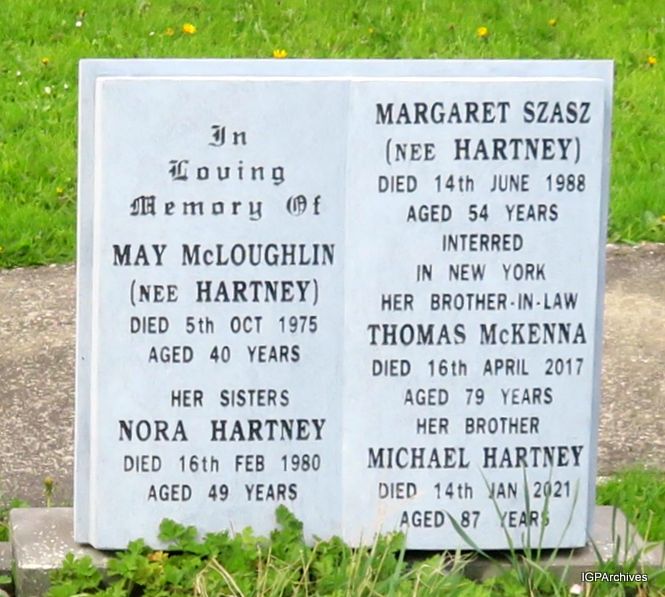 In
Loving
Memory Of
MAY McLOUGHLIN
(NEE HARTNEY)
DIED 5th OCT 1975
AGED 40 YEARS
HER SISTERS
NORA HARTNEY
DIED 16th FEB 1980
AGED 49 YEARS
MARGARET SZASZ
(NEE HARTNEY)
DIED 14th JUNE 1988
AGED 54 YEARS
INTERRED
IN NEW YORK
HER BROTHER-IN-LAW
THOMAS McKENNA
DIED 16th APRIL 2017
AGED 79 YEARS
HER BROTHER
MICHAEL HARTNEY
DIED 14th JAN 2021
AGED 87 YEARS
IGPArchives